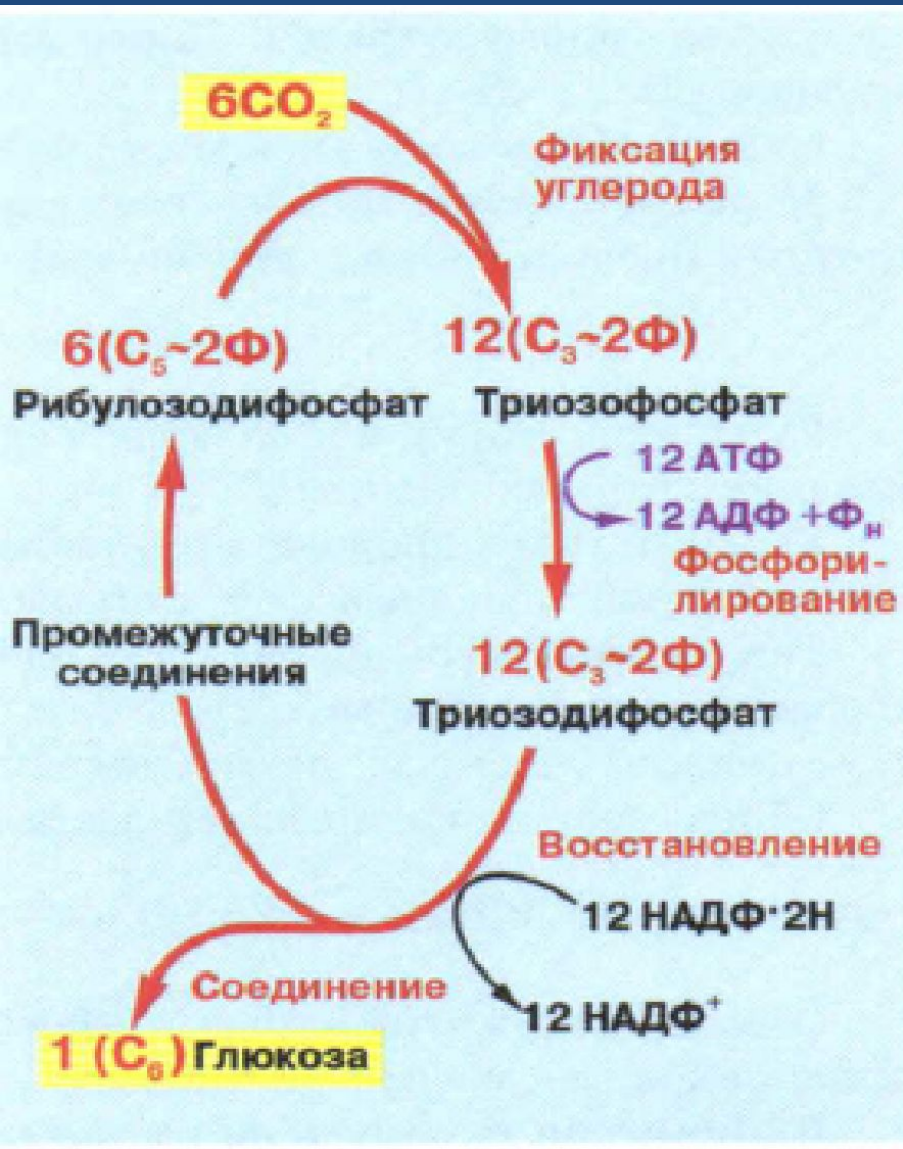 6CO₂
Фиксация
углерода
6(C₅~2Ф)
Рибулозодифосфат
12(C₃~2Ф)
Триозофосфат
12 АТФ
12 АДФ +Фн
Фосфори-
лирование
12(C₃~2Ф)
Триозодифосфат
Промежуточные
соединения
Восстановление
12 НАДФ·2Н
12 НАДФ⁺
Соединение
1 (C₆) Глюкоза